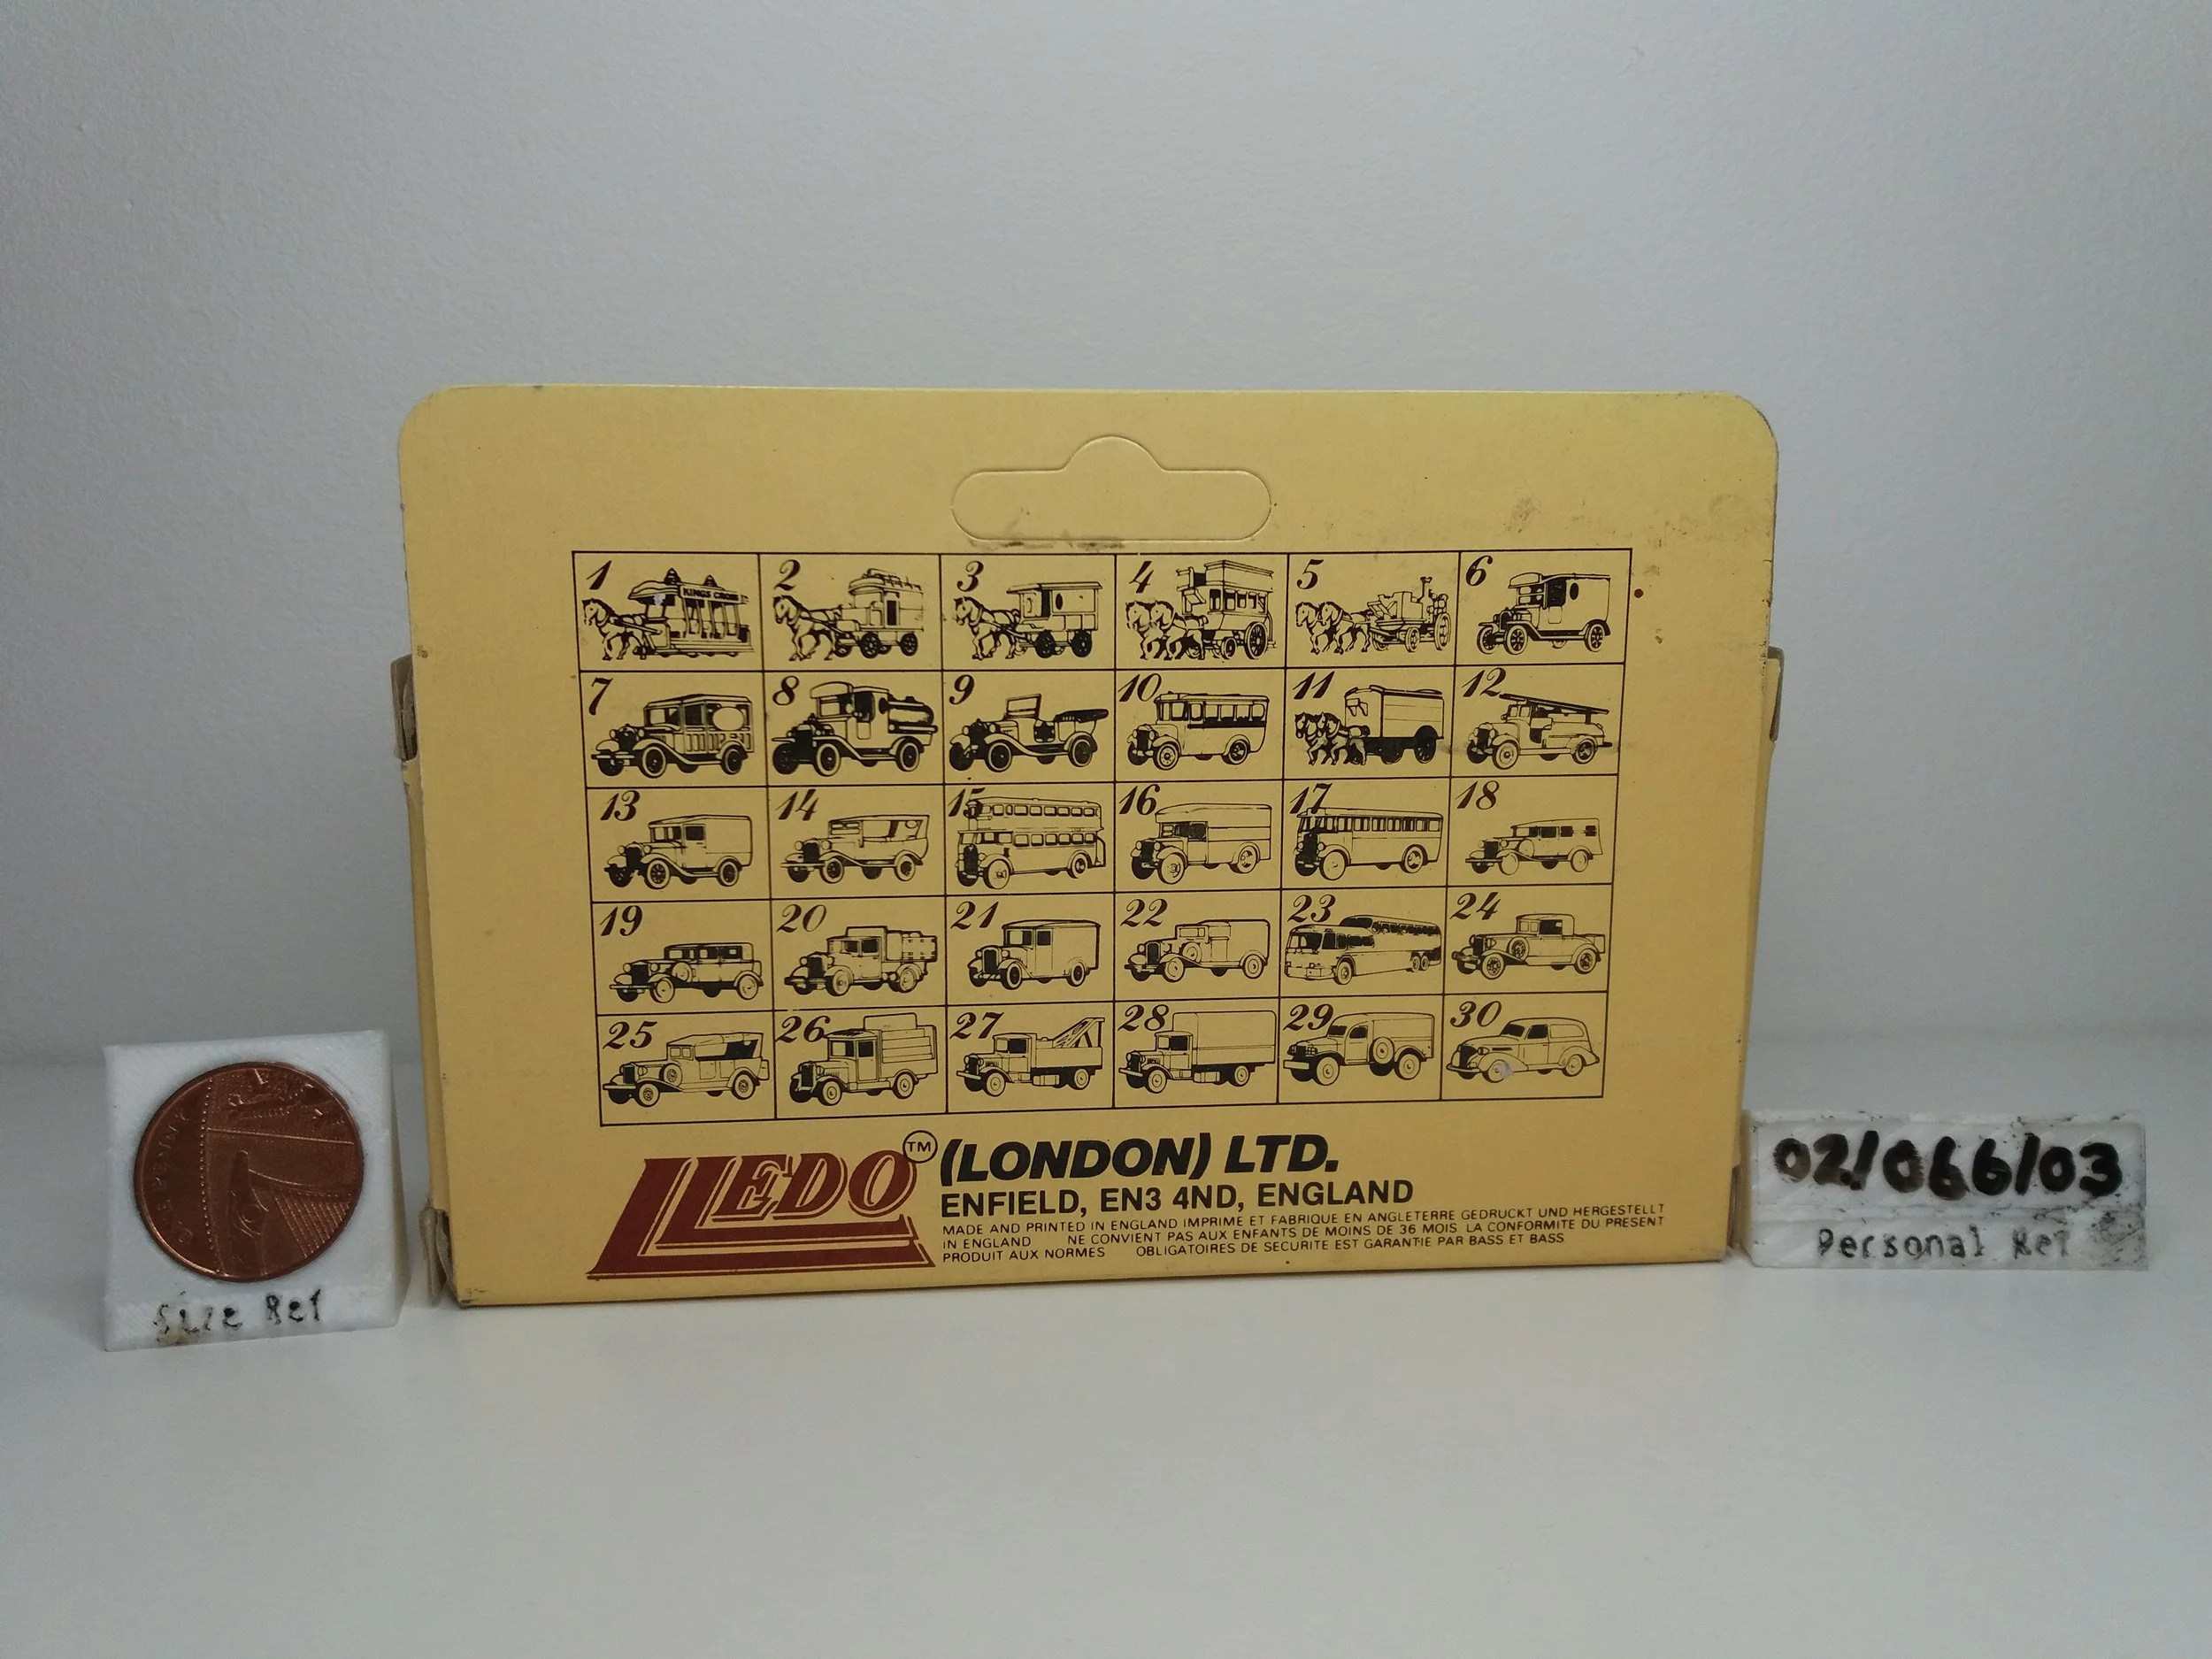 1 2 3 4 5 6
KINGS CROSS
7 8 9 10 11 12
13 14 15 16 17 18
19 20 21 22 23 24
25 26 27 28 29 30
LLEDO™ (LONDON) LTD.
ENFIELD, EN3 4ND, ENGLAND
MADE AND PRINTED IN ENGLAND IMPRIME ET FABRIQUE EN ANGLETERRE GEDRUCKT UND HERGESTELLT
IN ENGLAND NE CONVIENT PAS AUX ENFANTS DE MOINS DE 36 MOIS LA CONFORMITE DU PRESENT
PRODUIT AUX NORMES OBLIGATOIRES DE SECURITE EST GARANTIE PAR BASS ET BASS
ONE PENNY
Size Ref
02/066/03
Personal Ref